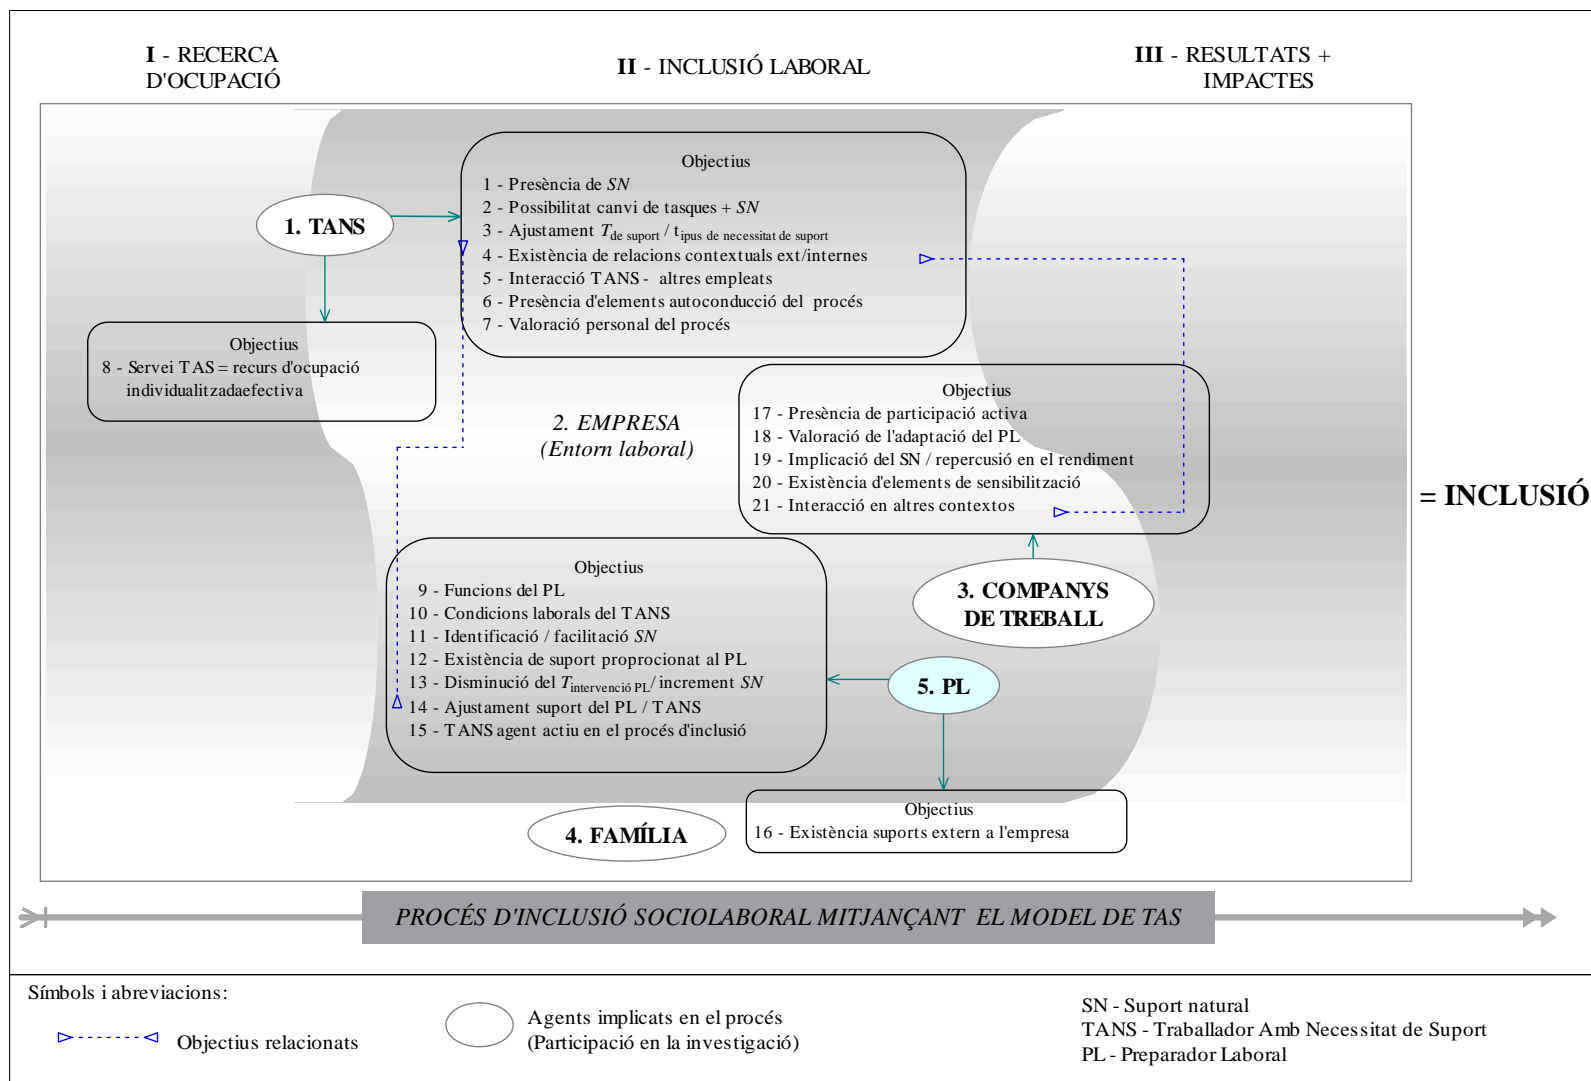 I - RECERCA
D'OCUPACIÓ
II - INCLUSIÓ LABORAL
III - RESULTATS +
IMPACTES
Objectius
1 - Presència de SN
2 - Possibilitat canvi de tasques + SN
3 - Ajustament T de suport / t ipus de necessitat de suport
4 - Existència de relacions contextuals ext/internes
5 - Interacció TANS - altres empleats
6 - Presència d'elements autoconducció del procés
7 - Valoració personal del procés
1. TANS
Objectius
8 - Servei TAS = recurs d'ocupació
individualitzadaefectiva
2. EMPRESA
(Entorn laboral)
Objectius
17 - Presència de participació activa
18 - Valoració de l'adaptació del PL
19 - Implicació del SN / repercusió en el rendiment
20 - Existència d'elements de sensibilització
21 - Interacció en altres contextos
= INCLUSIÓ
Objectius
9 - Funcions del PL
10 - Condicions laborals del TANS
11 - Identificació / facilitació SN
12 - Existència de suport proprocionat al PL
13 - Disminució del T intervenció PL / increment SN
14 - Ajustament suport del PL / TANS
15 - TANS agent actiu en el procés d'inclusió
3. COMPANYS
DE TREBALL
5. PL
4. FAMÍLIA
Objectius
16 - Existència suports extern a l'empresa
PROCÉS D'INCLUSIÓ SOCIOLABORAL MITJANÇANT EL MODEL DE TAS
Símbols i abreviacions:
Objectius relacionats
Agents implicats en el procés
(Participació en la investigació)
SN - Suport natural
TANS - Traballador Amb Necessitat de Suport
PL - Preparador Laboral